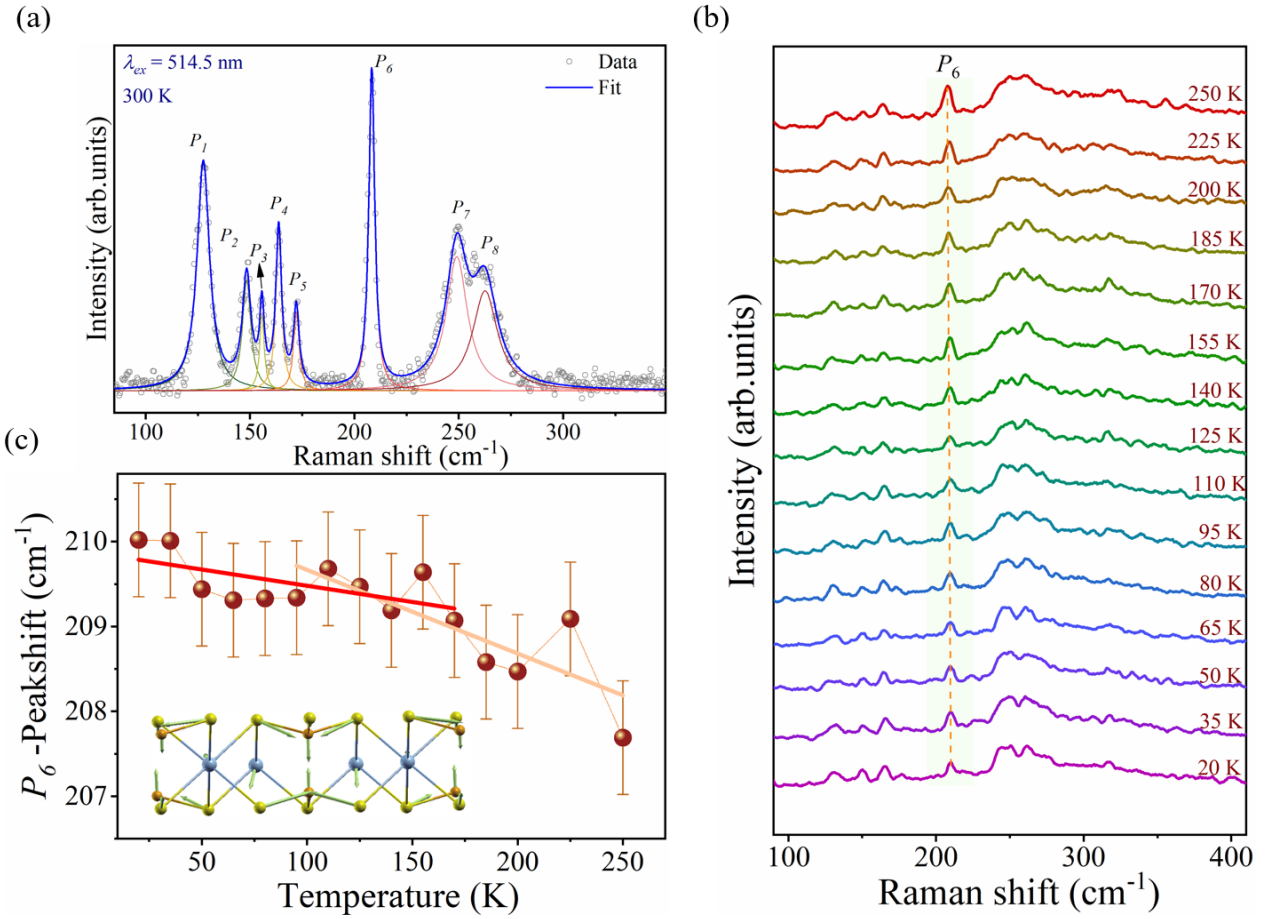 (a)
λex = 514.5 nm
300 K
Data
Fit
P1
P2
P3
P4
P5
P6
P7
P8
Intensity (arb.units)
100 150 200 250 300
Raman shift (cm-1)
(b)
P6
250 K
225 K
200 K
185 K
170 K
155 K
140 K
125 K
110 K
95 K
80 K
65 K
50 K
35 K
20 K
Intensity (arb.units)
100 200 300 400
Raman shift (cm-1)
(c)
P6 -Peakshift (cm-1)
210
209
208
207
50 100 150 200 250
Temperature (K)